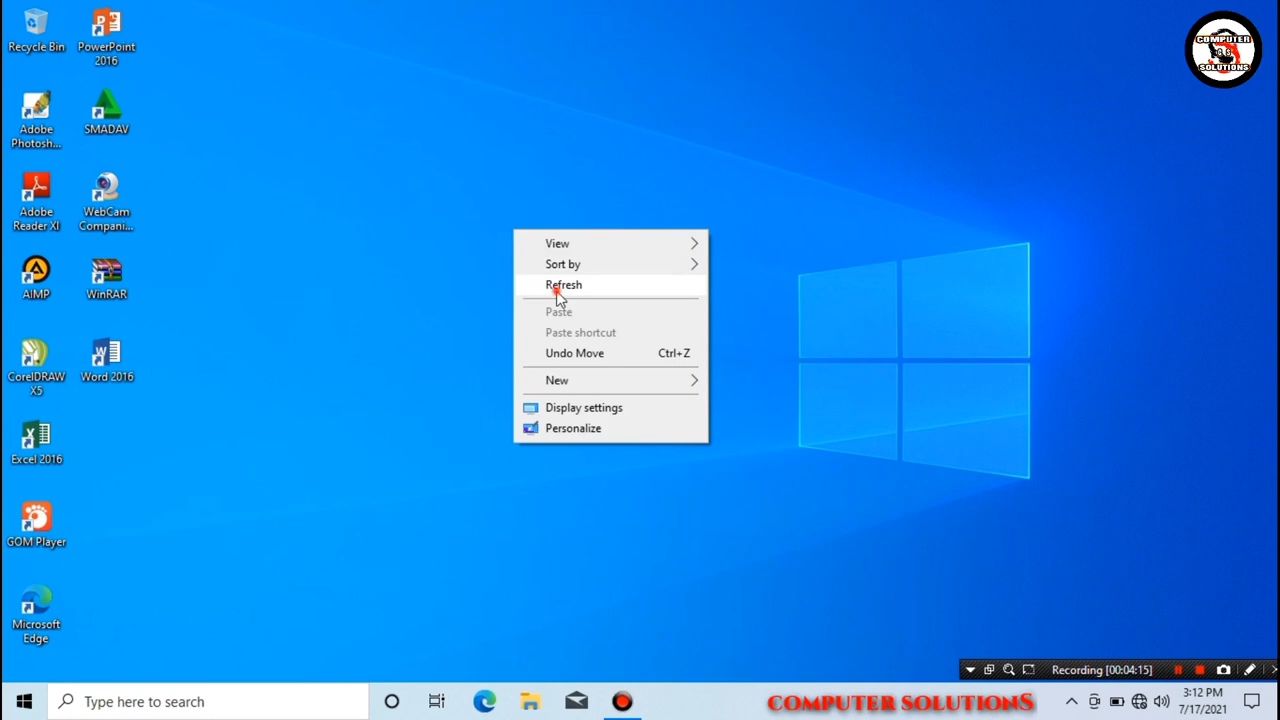 Recycle Bin
PowerPoint
2016
Adobe
Photosh...
SMADAV
Adobe
Reader XI
WebCam
Compani...
AIMP
WinRAR
CorelDRAW
X5
Word 2016
Excel 2016
GOM Player
Microsoft
Edge
COMPUTER
SOLUTIONS
View
Sort by
Refresh
Paste
Paste shortcut
Undo Move Ctrl+Z
New
Display settings
Personalize
Recording [00:04:15]
Type here to search
COMPUTER SOLUTIONS
3:12 PM
7/17/2021